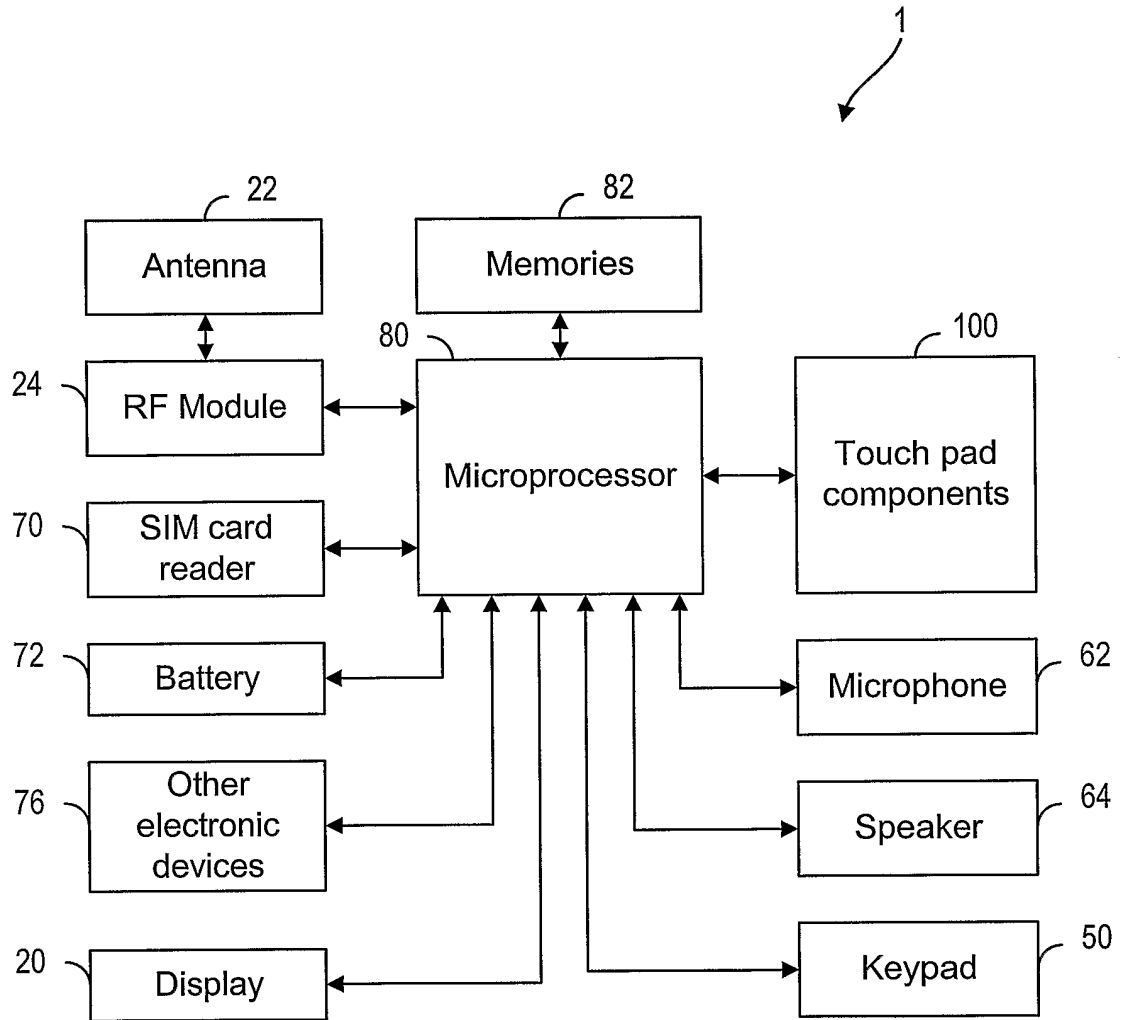 1
22
82
Antenna
Memories
80
100
24
RF Module
Microprocessor
Touch pad
components
70
SIM card
reader
72
Battery
62
Microphone
76
Other
electronic
devices
64
Speaker
20
Display
50
Keypad